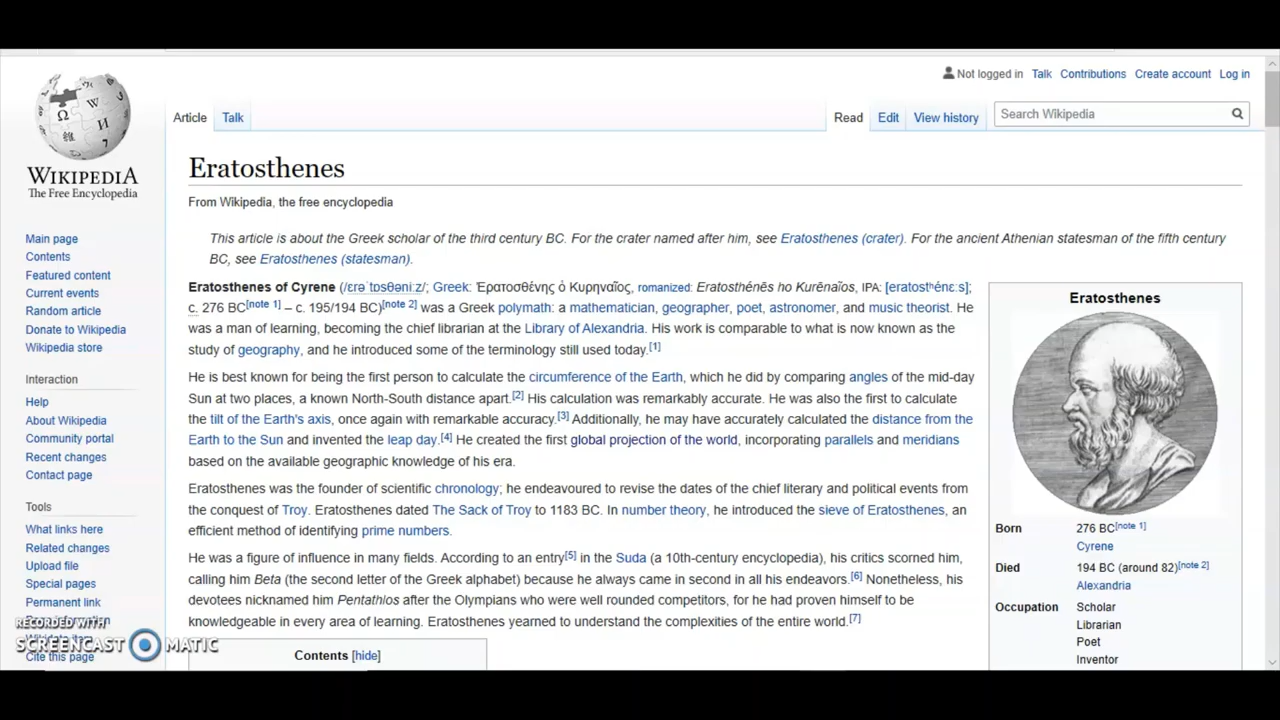 Not logged in Talk Contributions Create account Log in
Article Talk Read Edit View history Search Wikipedia
WIKIPEDIA
The Free Encyclopedia
Main page
Contents
Featured content
Current events
Random article
Donate to Wikipedia
Wikipedia store
Interaction
Help
About Wikipedia
Community portal
Recent changes
Contact page
Tools
What links here
Related changes
Upload file
Special pages
Permanent link
Cite this page
RECORDED WITH
SCREENCAST MATIC
Eratosthenes
From Wikipedia, the free encyclopedia
This article is about the Greek scholar of the third century BC. For the crater named after him, see Eratosthenes (crater). For the ancient Athenian statesman of the fifth century
BC, see Eratosthenes (statesman).
Eratosthenes of Cyrene (/ɛrəˈtɒsθəniːz/; Greek: Ἐρατοσθένης ὁ Κυρηναῖος, romanized: Eratosthénēs ho Kurēnaîos, IPA: [eratostʰénɛːs];
c. 276 BC[note 1] – c. 195/194 BC)[note 2] was a Greek polymath: a mathematician, geographer, poet, astronomer, and music theorist. He
was a man of learning, becoming the chief librarian at the Library of Alexandria. His work is comparable to what is now known as the
study of geography, and he introduced some of the terminology still used today.[1]
He is best known for being the first person to calculate the circumference of the Earth, which he did by comparing angles of the mid-day
Sun at two places, a known North-South distance apart.[2] His calculation was remarkably accurate. He was also the first to calculate
the tilt of the Earth's axis, once again with remarkable accuracy.[3] Additionally, he may have accurately calculated the distance from the
Earth to the Sun and invented the leap day.[4] He created the first global projection of the world, incorporating parallels and meridians
based on the available geographic knowledge of his era.
Eratosthenes was the founder of scientific chronology; he endeavoured to revise the dates of the chief literary and political events from
the conquest of Troy. Eratosthenes dated The Sack of Troy to 1183 BC. In number theory, he introduced the sieve of Eratosthenes, an
efficient method of identifying prime numbers.
He was a figure of influence in many fields. According to an entry[5] in the Suda (a 10th-century encyclopedia), his critics scorned him,
calling him Beta (the second letter of the Greek alphabet) because he always came in second in all his endeavors.[6] Nonetheless, his
devotees nicknamed him Pentathlos after the Olympians who were well rounded competitors, for he had proven himself to be
knowledgeable in every area of learning. Eratosthenes yearned to understand the complexities of the entire world.[7]
Contents [hide]
Eratosthenes
Born 276 BC[note 1]
Cyrene
Died 194 BC (around 82)[note 2]
Alexandria
Occupation Scholar
Librarian
Poet
Inventor